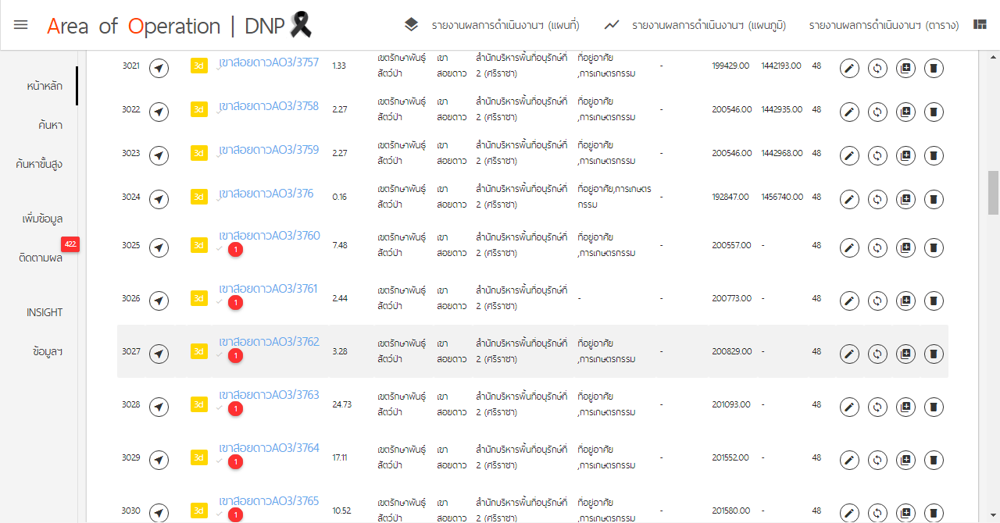 Area of Operation | DNP
รายงานผลการดำเนินงานฯ (แผนที่)
รายงานผลการดำเนินงานฯ (แผนภูมิ)
รายงานผลการดำเนินงานฯ (ตาราง)
หน้าหลัก
ค้นหา
ค้นหาขั้นสูง
เพิ่มข้อมูล
422
ติดตามผล
INSIGHT
ข้อมูลฯ
3021 3d เขาสอยดาวAO3/3757 1.33 เขตรักษาพันธุ์ เขา สำนักบริหารพื้นที่อนุรักษ์ที่ ที่อยู่อาศัย - 199429.00 1442193.00 48
สัตว์ป่า สอยดาว 2 (ศรีราชา) ,การเกษตรกรรม
3022 3d เขาสอยดาวAO3/3758 2.27 เขตรักษาพันธุ์ เขา สำนักบริหารพื้นที่อนุรักษ์ที่ ที่อยู่อาศัย - 200546.00 1442935.00 48
สัตว์ป่า สอยดาว 2 (ศรีราชา) ,การเกษตรกรรม
3023 3d เขาสอยดาวAO3/3759 2.27 เขตรักษาพันธุ์ เขา สำนักบริหารพื้นที่อนุรักษ์ที่ ที่อยู่อาศัย - 200546.00 1442968.00 48
สัตว์ป่า สอยดาว 2 (ศรีราชา) ,การเกษตรกรรม
3024 3d เขาสอยดาวAO3/376 0.16 เขตรักษาพันธุ์ เขา สำนักบริหารพื้นที่อนุรักษ์ที่ ที่อยู่อาศัย,การเกษตร - 192847.00 1456740.00 48
สัตว์ป่า สอยดาว 2 (ศรีราชา) กรรม
3025 3d เขาสอยดาวAO3/3760 7.48 เขตรักษาพันธุ์ เขา สำนักบริหารพื้นที่อนุรักษ์ที่ ที่อยู่อาศัย - 200557.00 - 48
1 สัตว์ป่า สอยดาว 2 (ศรีราชา) ,การเกษตรกรรม
3026 3d เขาสอยดาวAO3/3761 2.44 เขตรักษาพันธุ์ เขา สำนักบริหารพื้นที่อนุรักษ์ที่ - - 200773.00 - 48
1 สัตว์ป่า สอยดาว 2 (ศรีราชา)
3027 3d เขาสอยดาวAO3/3762 3.28 เขตรักษาพันธุ์ เขา สำนักบริหารพื้นที่อนุรักษ์ที่ ที่อยู่อาศัย - 200829.00 - 48
1 สัตว์ป่า สอยดาว 2 (ศรีราชา) ,การเกษตรกรรม
3028 3d เขาสอยดาวAO3/3763 24.73 เขตรักษาพันธุ์ เขา สำนักบริหารพื้นที่อนุรักษ์ที่ ที่อยู่อาศัย - 201093.00 - 48
1 สัตว์ป่า สอยดาว 2 (ศรีราชา) ,การเกษตรกรรม
3029 3d เขาสอยดาวAO3/3764 17.11 เขตรักษาพันธุ์ เขา สำนักบริหารพื้นที่อนุรักษ์ที่ ที่อยู่อาศัย - 201552.00 - 48
1 สัตว์ป่า สอยดาว 2 (ศรีราชา) ,การเกษตรกรรม
3030 3d เขาสอยดาวAO3/3765 10.52 เขตรักษาพันธุ์ เขา สำนักบริหารพื้นที่อนุรักษ์ที่ ที่อยู่อาศัย - 201580.00 - 48
1 สัตว์ป่า สอยดาว 2 (ศรีราชา) ,การเกษตรกรรม